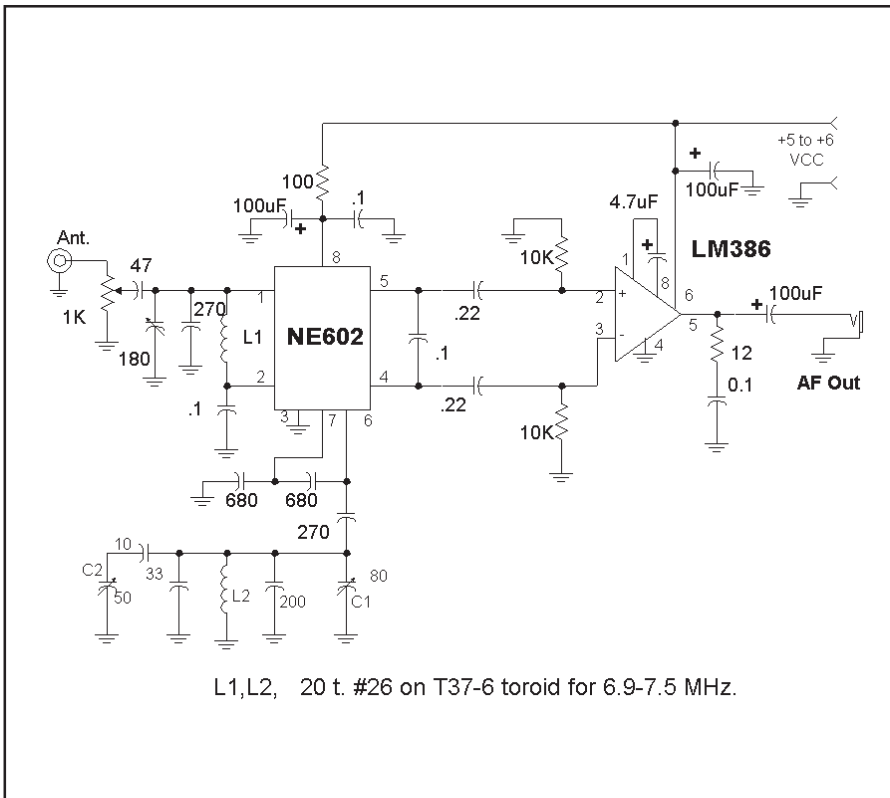 +5 to +6
VCC
100
100uF
.1
+
+
100uF
4.7uF
+
LM386
Ant.
47
1K
180
270
L1
.1
8
1
2
3
7
6
5
4
NE602
.1
.22
.22
10K
10K
1
8
2
+
3
-
4
6
5
+
100uF
12
0.1
AF Out
680
680
270
10
C2
50
33
L2
200
80
C1
L1,L2, 20 t. #26 on T37-6 toroid for 6.9-7.5 MHz.